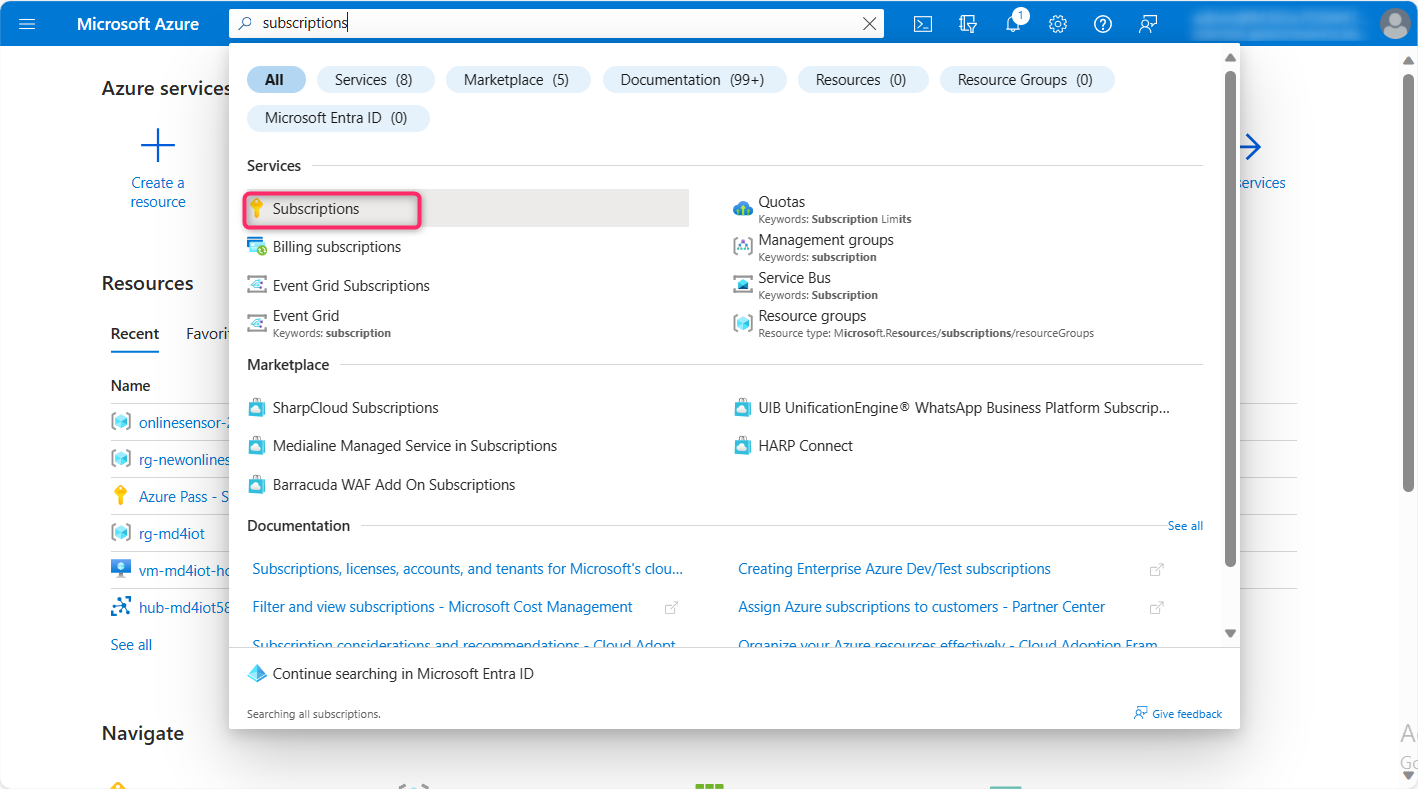 Microsoft Azure
subscriptions
1
All
Services (8)
Marketplace (5)
Documentation (99+)
Resources (0)
Resource Groups (0)
Microsoft Entra ID (0)
Azure services
Create a
resource
services
Services
Subscriptions
Billing subscriptions
Event Grid Subscriptions
Event Grid
Keywords: subscription
Quotas
Keywords: Subscription Limits
Management groups
Keywords: subscription
Service Bus
Keywords: Subscription
Resource groups
Resource type: Microsoft.Resources/subscriptions/resourceGroups
Marketplace
SharpCloud Subscriptions
Medialine Managed Service in Subscriptions
Barracuda WAF Add On Subscriptions
UIB UnificationEngine® WhatsApp Business Platform Subscrip...
HARP Connect
Documentation
See all
Subscriptions, licenses, accounts, and tenants for Microsoft's clou...
Creating Enterprise Azure Dev/Test subscriptions
Filter and view subscriptions - Microsoft Cost Management
Assign Azure subscriptions to customers - Partner Center
Subscription considerations and recommendations - Cloud Adopt
Organize your Azure resources effectively - Cloud Adoption Fram
Continue searching in Microsoft Entra ID
Searching all subscriptions.
Give feedback
Resources
Recent
Favori
Name
onlinesensor-2
rg-newonlines
Azure Pass - S
rg-md4iot
vm-md4iot-ho
hub-md4iot58
See all
Navigate